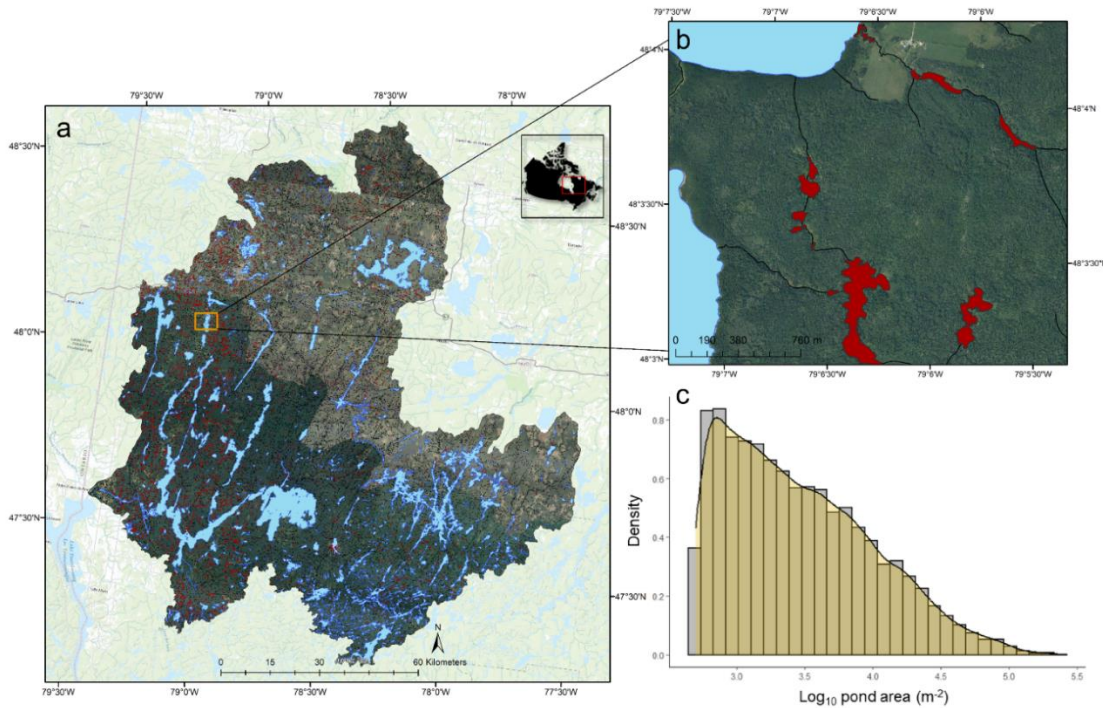 a
79°30'W 79°0'W 78°30'W 78°0'W
48°30'N
48°0'N
47°30'N
48°30'N
48°0'N
47°30'N
N
0 15 30 60 Kilometers
79°30'W 79°0'W 78°30'W 78°0'W 77°30'W
b
79°7'30"W 79°7'W 79°6'30"W 79°6'W
48°4'N
48°3'30"N
48°3'N
48°4'N
48°3'30"N
0 190 380 760 m
79°7'W 79°6'30"W 79°6'W 79°5'30"W
c
Density
0.8
0.6
0.4
0.2
0.0
3.0 3.5 4.0 4.5 5.0 5.5
Log₁₀ pond area (m⁻²)